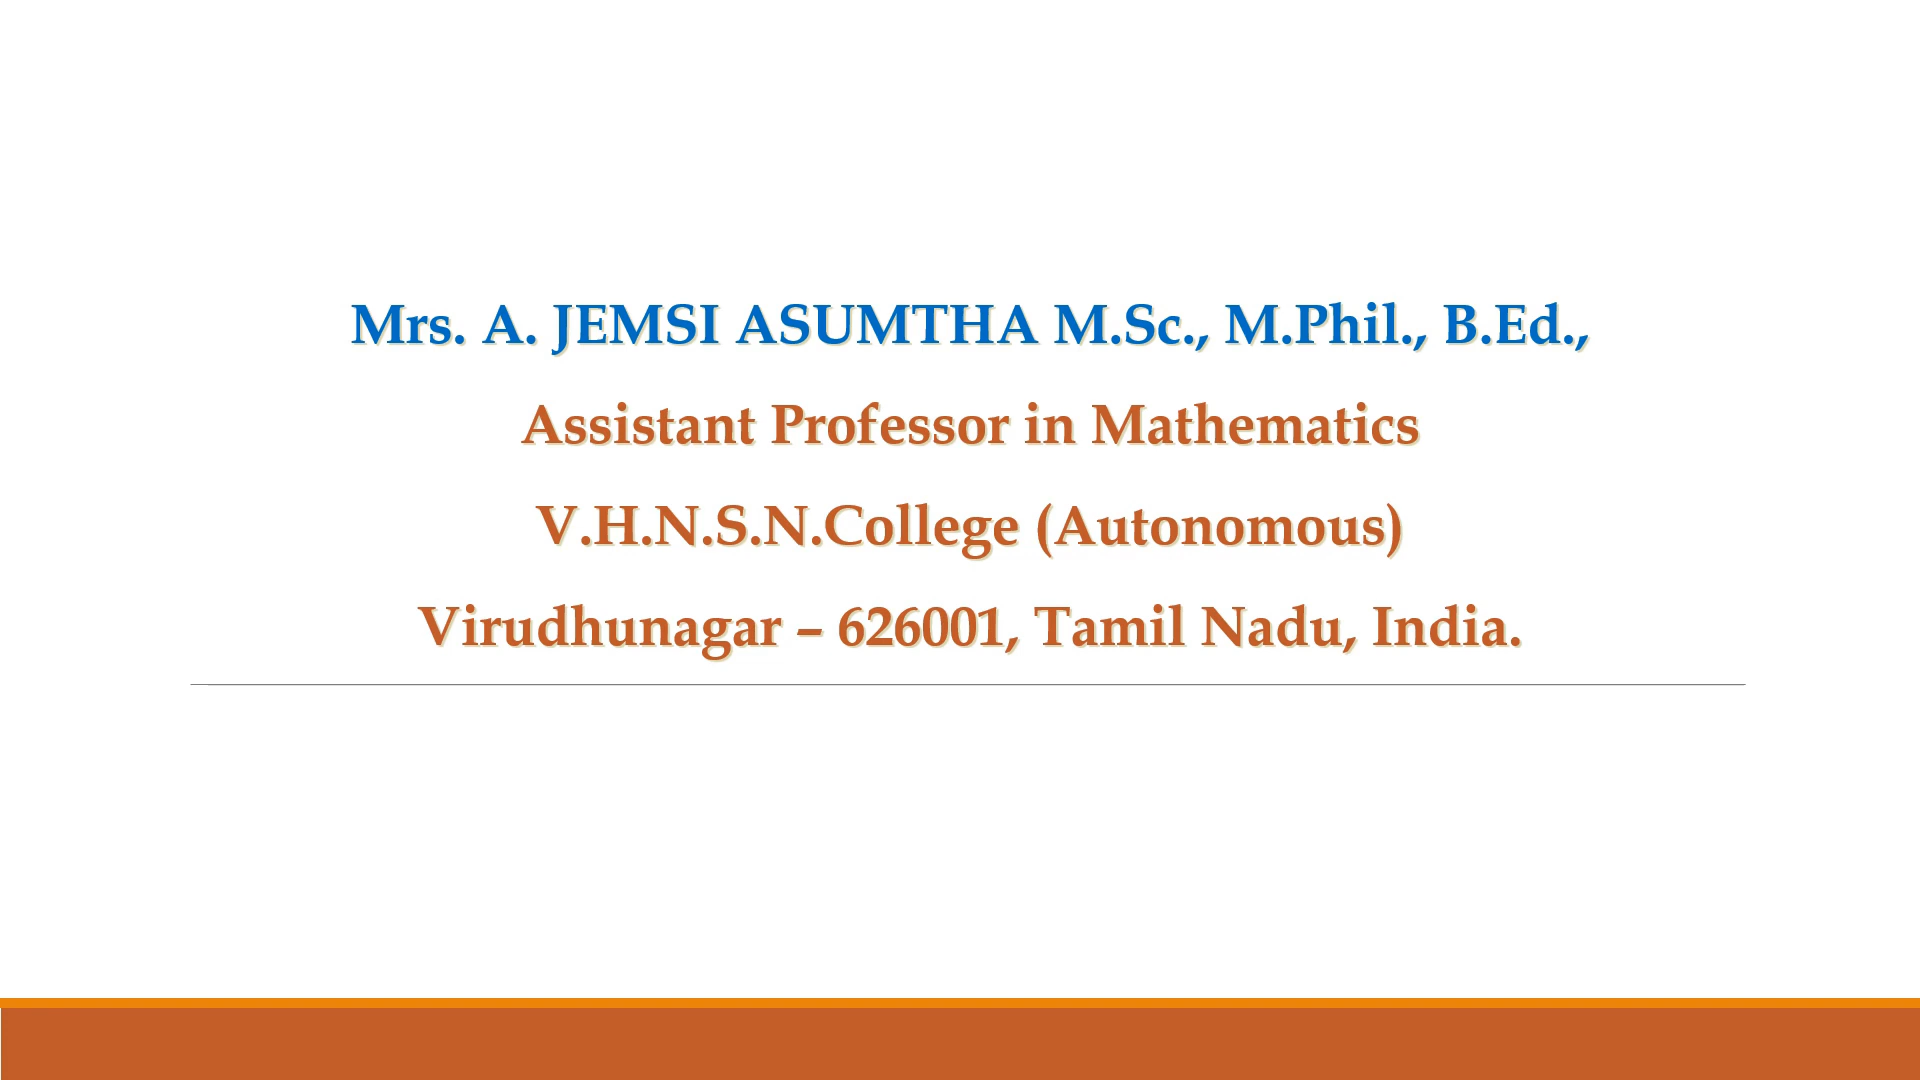 Mrs. A. JEMSI ASUMTHA M.Sc., M.Phil., B.Ed.,
Assistant Professor in Mathematics
V.H.N.S.N.College (Autonomous)
Virudhunagar – 626001, Tamil Nadu, India.